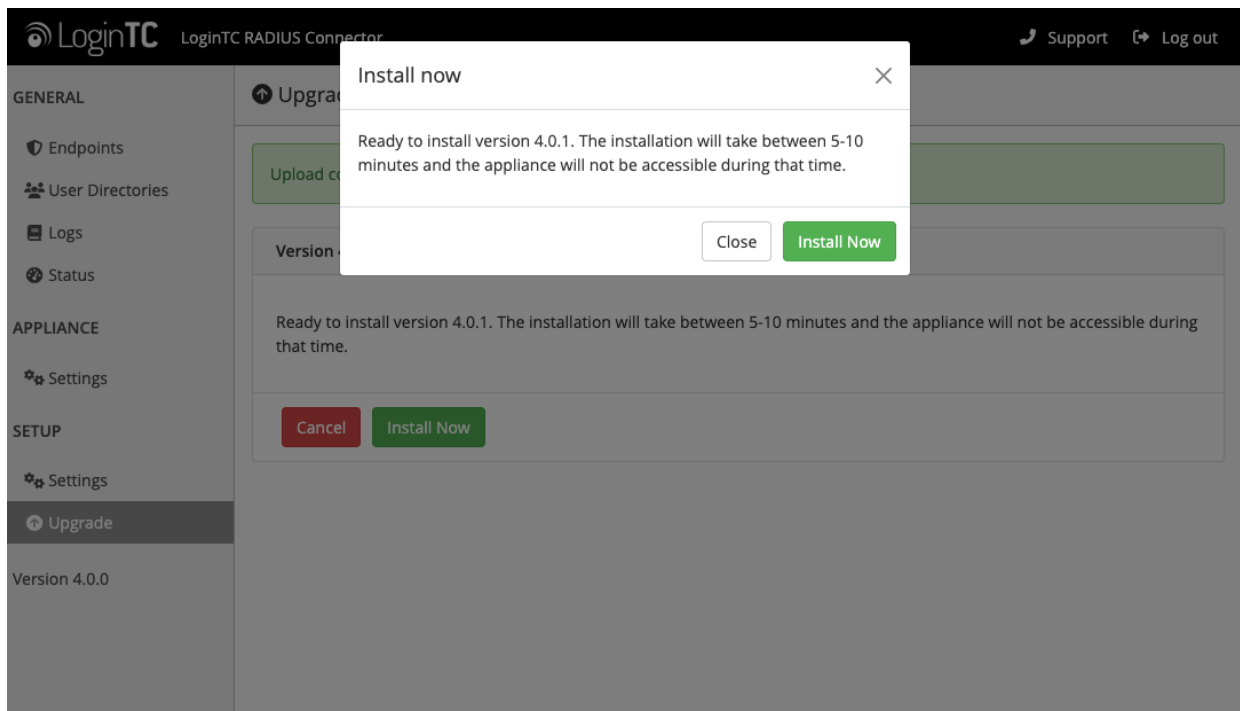 LoginTC LoginTC RADIUS Connector Support Log out
Install now
GENERAL
Endpoints
User Directories
Logs
Status
APPLIANCE
Settings
SETUP
Settings
Upgrade
Version 4.0.0
Ready to install version 4.0.1. The installation will take between 5-10
minutes and the appliance will not be accessible during that time.
Close Install Now
Upload
Version
Ready to install version 4.0.1. The installation will take between 5-10 minutes and the appliance will not be accessible during
that time.
Cancel Install Now